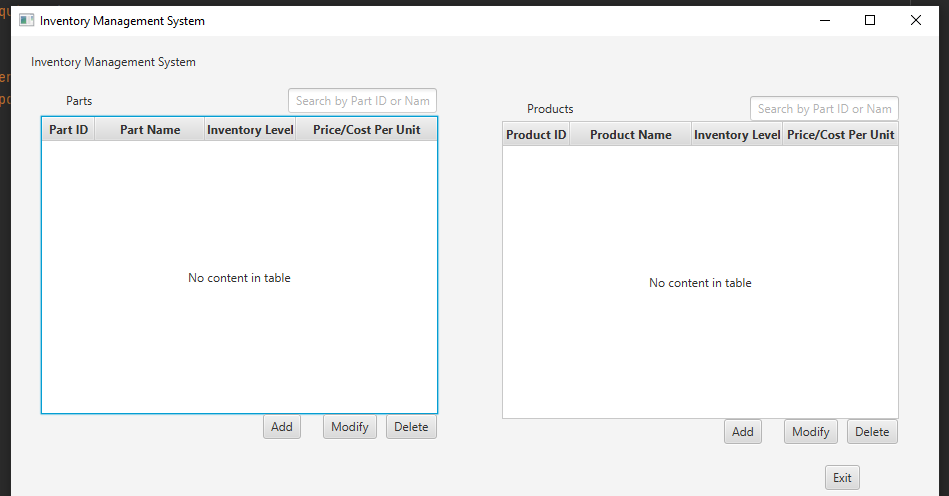 Inventory Management System
Inventory Management System
Parts
Search by Part ID or Nam
Products
Search by Part ID or Nam
Part ID Part Name Inventory Level Price/Cost Per Unit
Product ID Product Name Inventory Level Price/Cost Per Unit
No content in table
No content in table
Add Modify Delete
Add Modify Delete
Exit